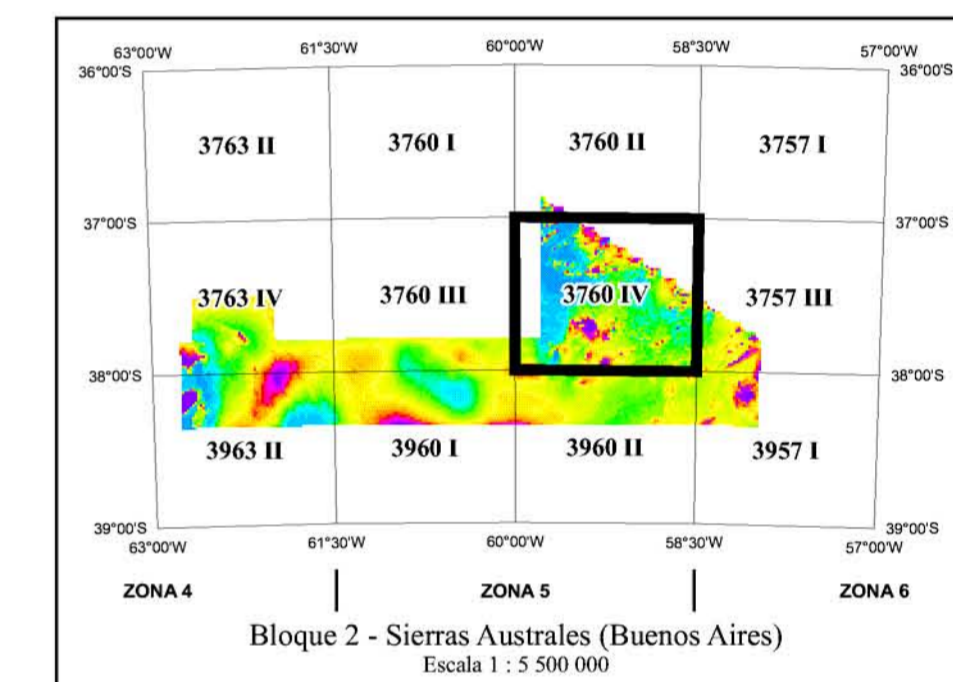 63°00'W 61°30'W 60°00'W 58°30'W 57°00'W
36°00'S 36°00'S
3763 II 3760 I 3760 II 3757 I
37°00'S 37°00'S
3763 IV 3760 III 3760 IV 3757 III
38°00'S 38°00'S
3963 II 3960 I 3960 II 3957 I
39°00'S 39°00'S
63°00'W 61°30'W 60°00'W 58°30'W 57°00'W
ZONA 4 ZONA 5 ZONA 6
Bloque 2 - Sierras Australes (Buenos Aires)
Escala 1 : 5 500 000